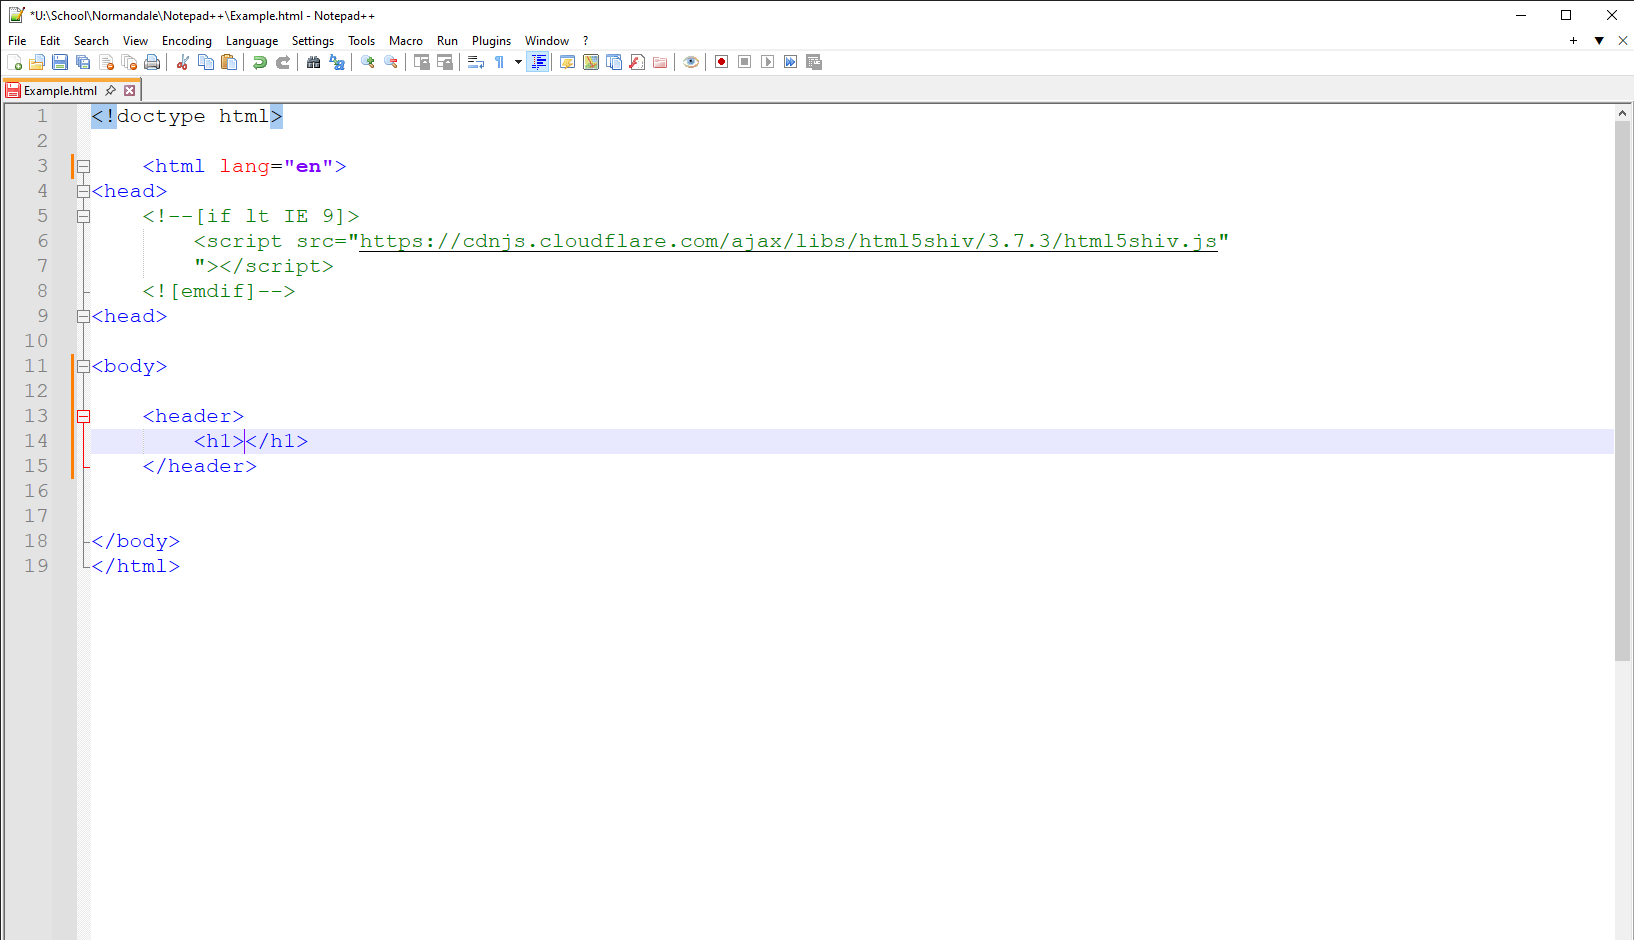 *U:\School\Normandale\Notepad++\Example.html - Notepad++
File Edit Search View Encoding Language Settings Tools Macro Run Plugins Window ?
+ ▼ ✕
Example.html
1 <!doctype html>
2
3 <html lang="en">
4 <head>
5 <!--[if lt IE 9]>
6 <script src="https://cdnjs.cloudflare.com/ajax/libs/html5shiv/3.7.3/html5shiv.js"
7 "></script>
8 <![emdif]-->
9 <head>
10
11 <body>
12
13 <header>
14 <h1></h1>
15 </header>
16
17
18 </body>
19 </html>